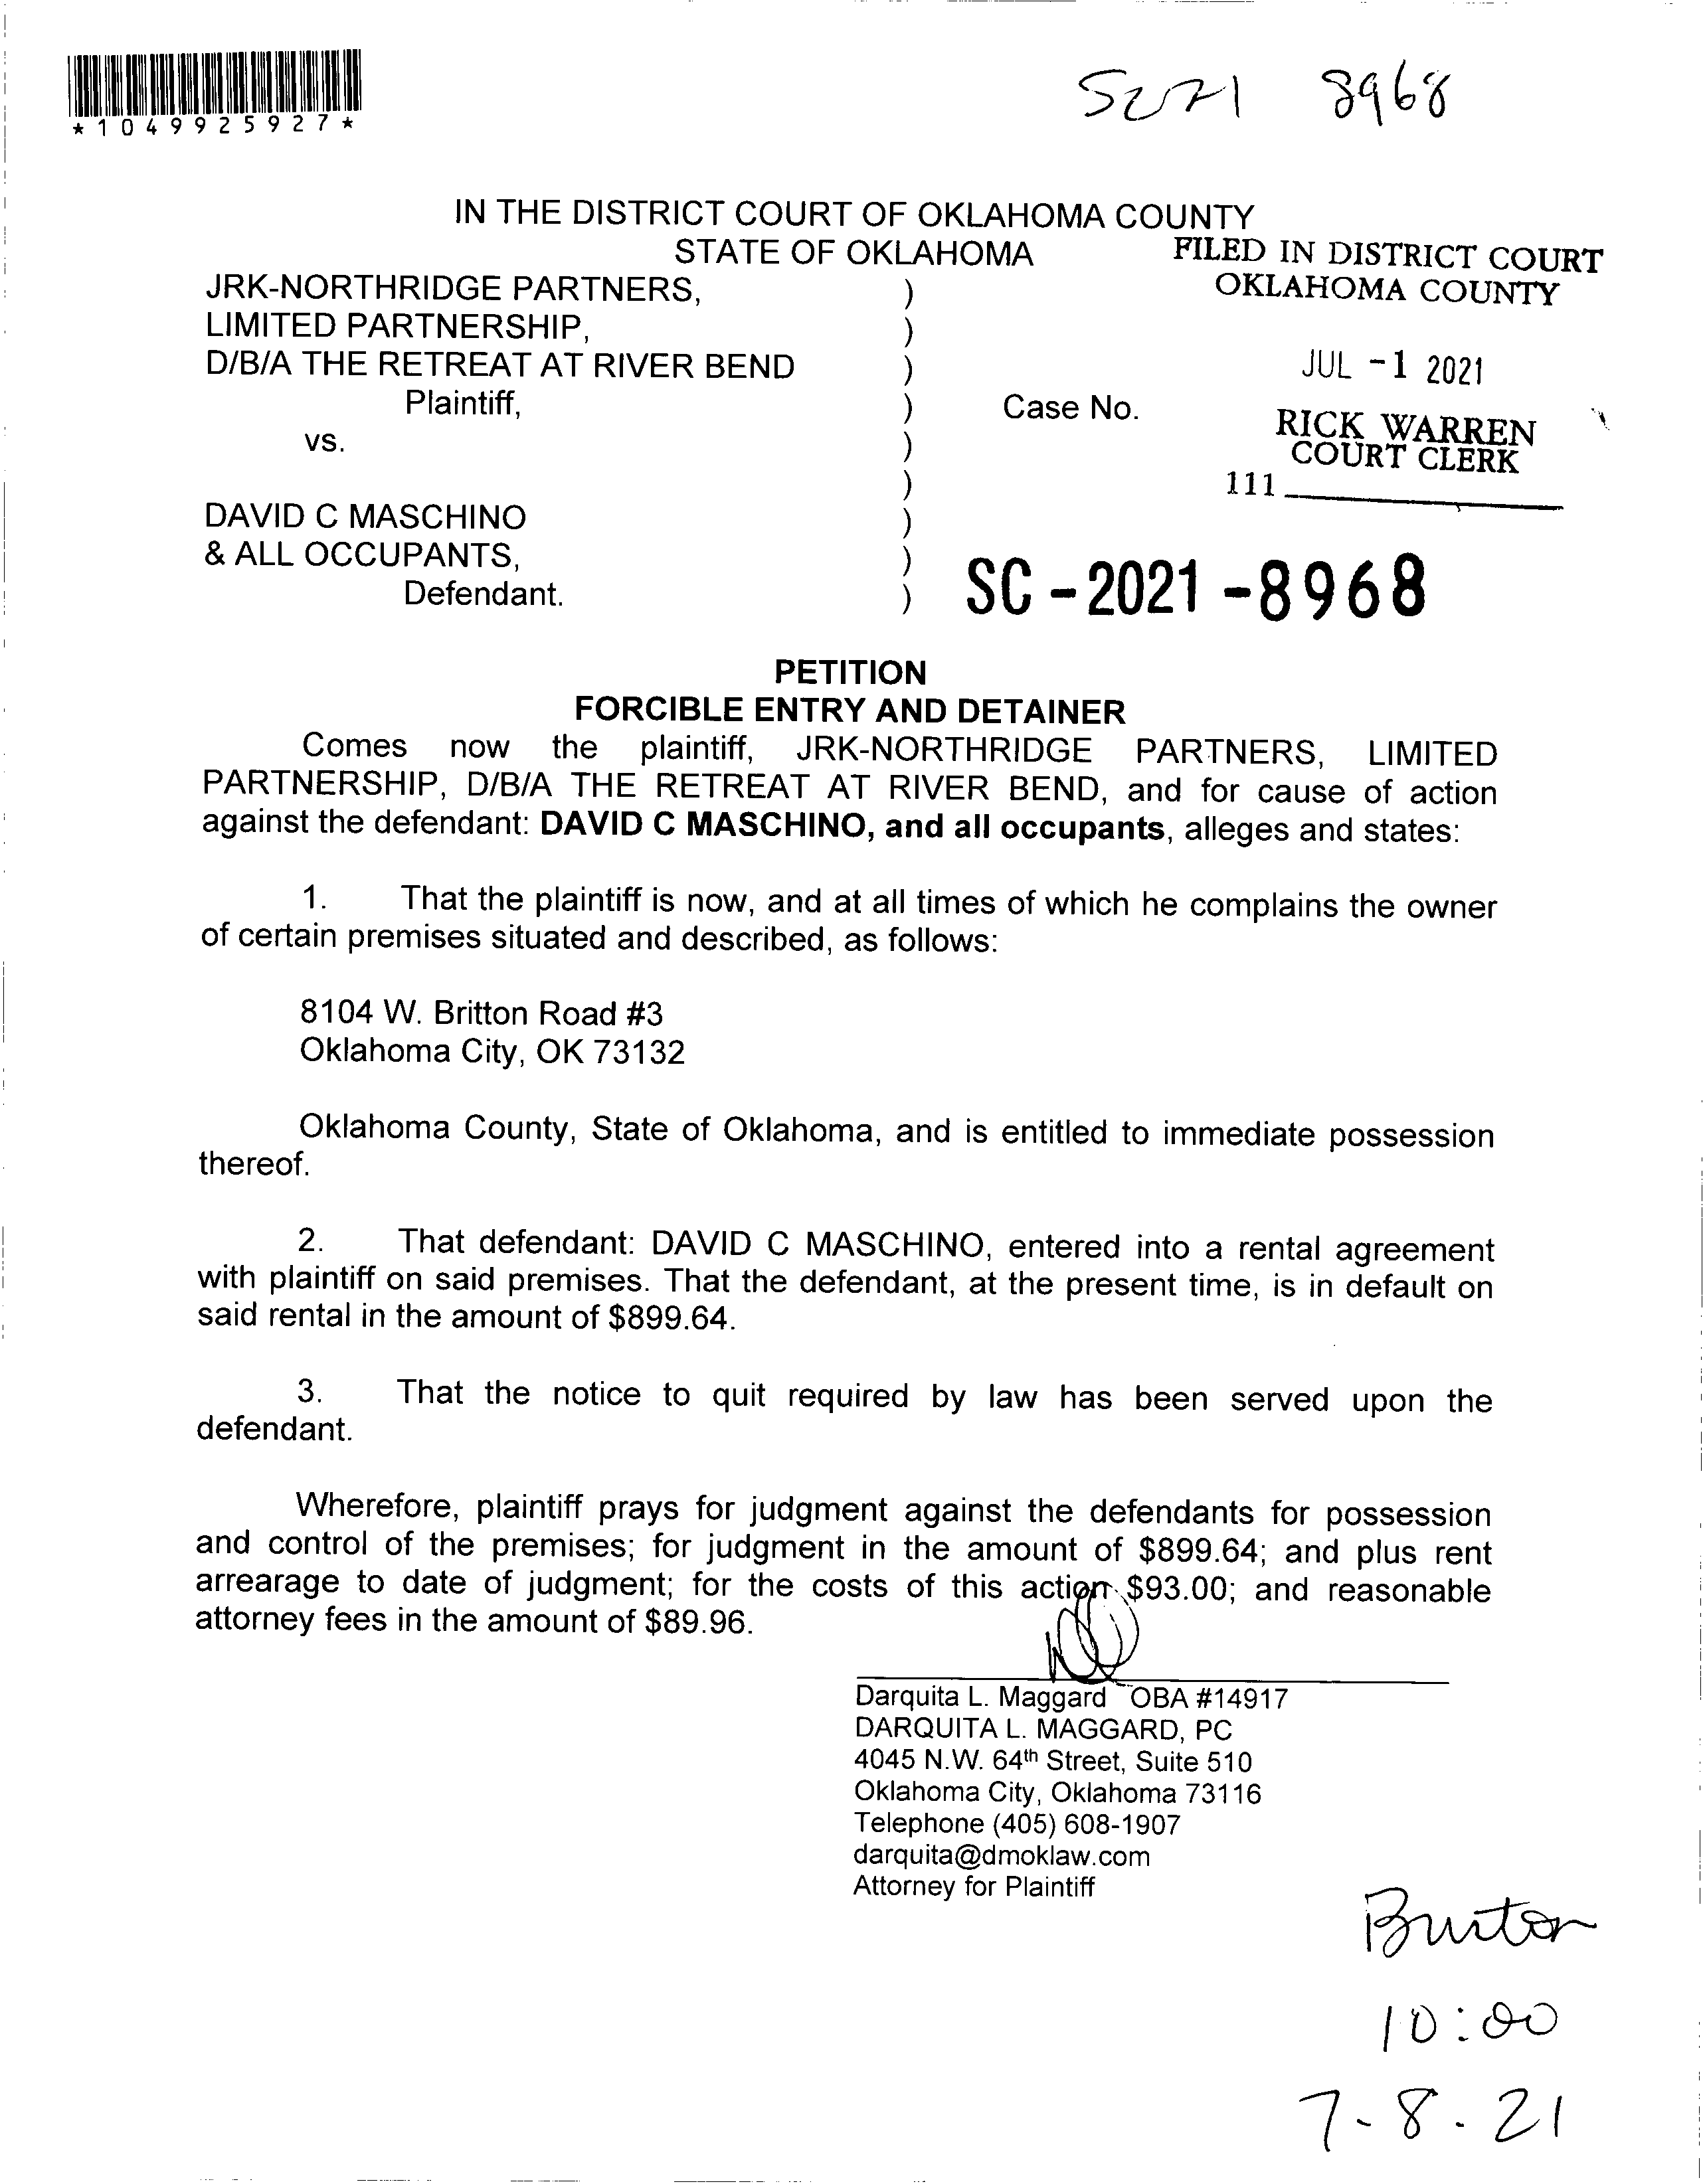 *1049925927*
SC21 8968
IN THE DISTRICT COURT OF OKLAHOMA COUNTY
STATE OF OKLAHOMA
FILED IN DISTRICT COURT
OKLAHOMA COUNTY
JRK-NORTHRIDGE PARTNERS, )
LIMITED PARTNERSHIP, )
D/B/A THE RETREAT AT RIVER BEND )
JUL -1 2021
Plaintiff, ) Case No.
RICK WARREN
COURT CLERK
vs. )
)
111
DAVID C MASCHINO )
& ALL OCCUPANTS, )
Defendant. )
SC-2021-8968
PETITION
FORCIBLE ENTRY AND DETAINER
Comes now the plaintiff, JRK-NORTHRIDGE PARTNERS, LIMITED
PARTNERSHIP, D/B/A THE RETREAT AT RIVER BEND, and for cause of action
against the defendant: DAVID C MASCHINO, and all occupants, alleges and states:
1. That the plaintiff is now, and at all times of which he complains the owner
of certain premises situated and described, as follows:
8104 W. Britton Road #3
Oklahoma City, OK 73132
Oklahoma County, State of Oklahoma, and is entitled to immediate possession
thereof.
2. That defendant: DAVID C MASCHINO, entered into a rental agreement
with plaintiff on said premises. That the defendant, at the present time, is in default on
said rental in the amount of $899.64.
3. That the notice to quit required by law has been served upon the
defendant.
Wherefore, plaintiff prays for judgment against the defendants for possession
and control of the premises; for judgment in the amount of $899.64; and plus rent
arrearage to date of judgment; for the costs of this action $93.00; and reasonable
attorney fees in the amount of $89.96.
Darquita L. Maggard OBA #14917
DARQUITA L. MAGGARD, PC
4045 N.W. 64th Street, Suite 510
Oklahoma City, Oklahoma 73116
Telephone (405) 608-1907
darquita@dmoklaw.com
Attorney for Plaintiff
10:00
7-8-21